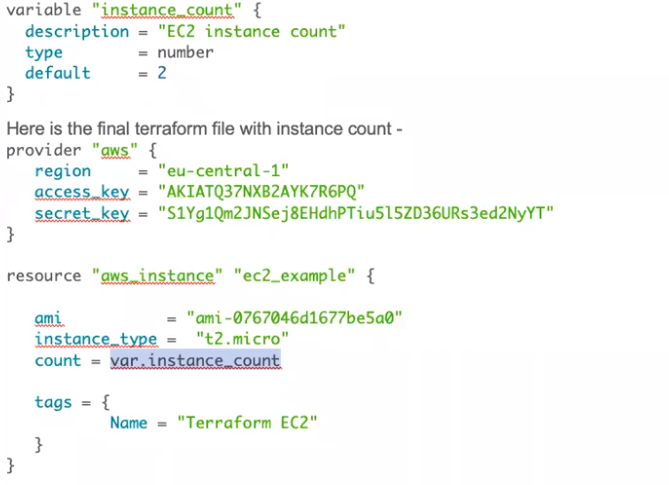 variable "instance_count" {
description = "EC2 instance count"
type = number
default = 2
}
Here is the final terraform file with instance count -
provider "aws" {
region = "eu-central-1"
access_key = "AKIATQ37NXB2AYK7R6PQ"
secret_key = "S1Yg1Qm2JNSej8EHdhPTiu5l5ZD36URs3ed2NyYT"
}
resource "aws_instance" "ec2_example" {
ami = "ami-0767046d1677be5a0"
instance_type = "t2.micro"
count = var.instance_count
tags = {
Name = "Terraform EC2"
}
}